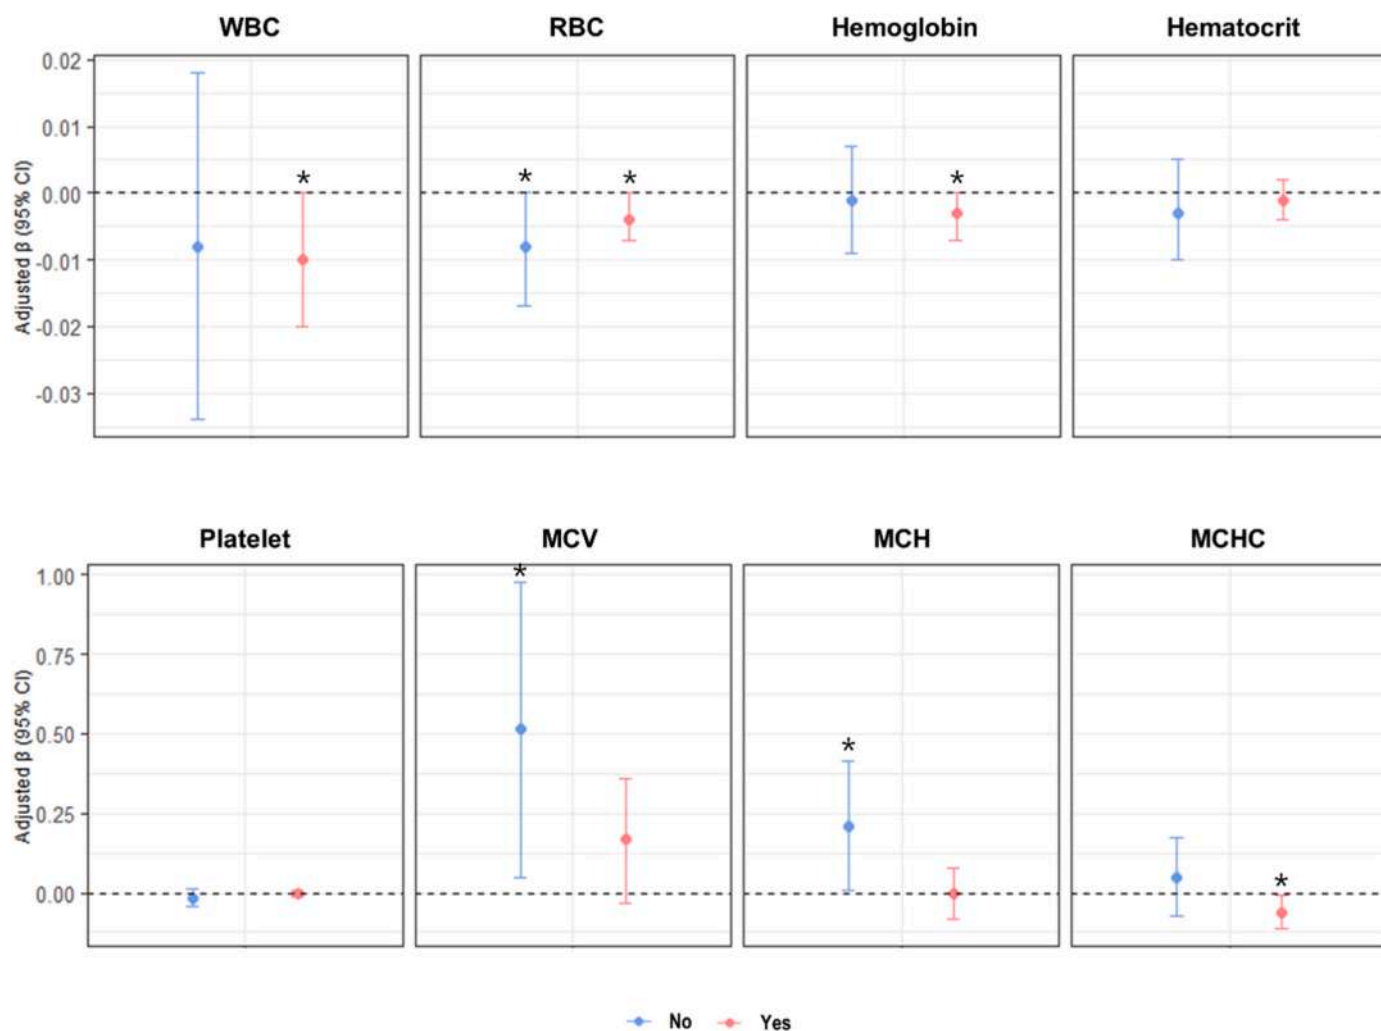 WBC RBC Hemoglobin Hematocrit
Adjusted β (95% CI)
0.02
0.01
0.00
-0.01
-0.02
-0.03
* * * *
Platelet MCV MCH MCHC
Adjusted β (95% CI)
1.00
0.75
0.50
0.25
0.00
* * *
No Yes